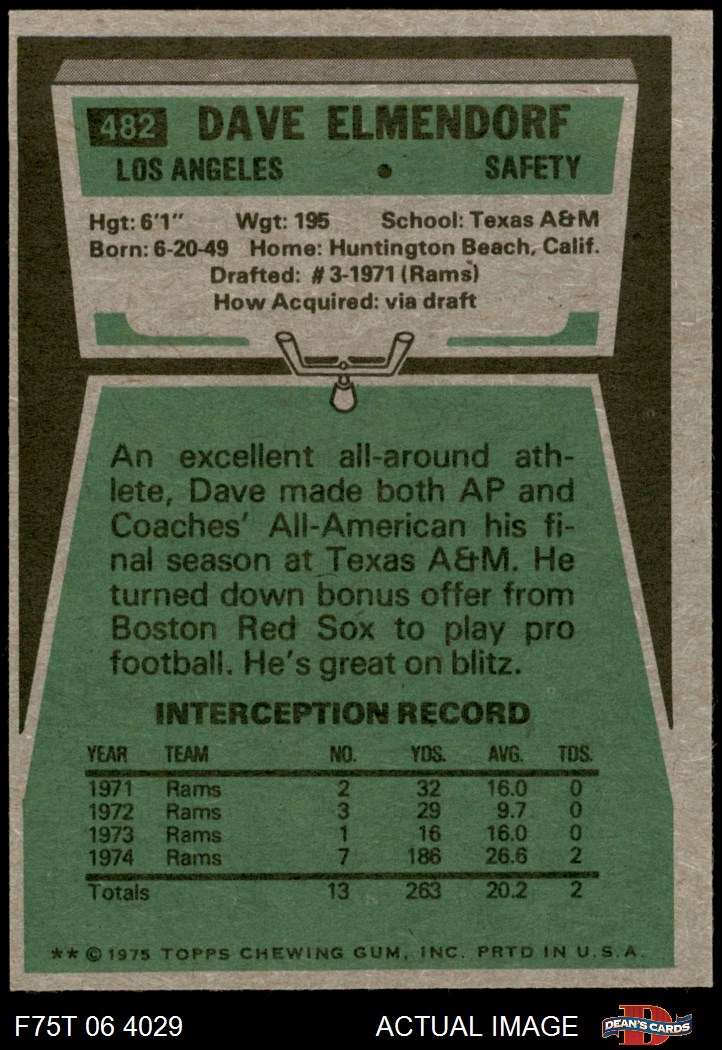 482 DAVE ELMENDORF
LOS ANGELES • SAFETY
Hgt: 6'1" Wgt: 195 School: Texas A&M
Born: 6-20-49 Home: Huntington Beach, Calif.
Drafted: #3-1971 (Rams)
How Acquired: via draft
An excellent all-around ath-
lete, Dave made both AP and
Coaches' All-American his fi-
nal season at Texas A&M. He
turned down bonus offer from
Boston Red Sox to play pro
football. He's great on blitz.
INTERCEPTION RECORD
YEAR TEAM NO. YDS. AVG. TDS.
1971 Rams 2 32 16.0 0
1972 Rams 3 29 9.7 0
1973 Rams 1 16 16.0 0
1974 Rams 7 186 26.6 2
Totals 13 263 20.2 2
** © 1975 TOPPS CHEWING GUM, INC. PRTD IN U.S.A.
F75T 06 4029 ACTUAL IMAGE D DEAN'S CARDS